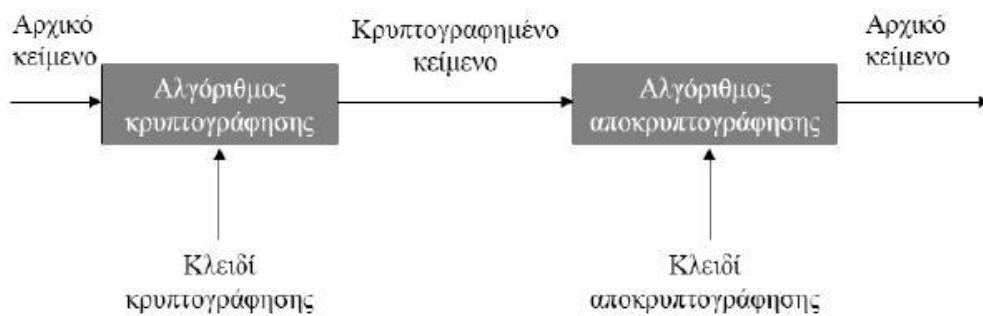 Αρχικό
κείμενο
Κρυπτογραφημένο
κείμενο
Αρχικό
κείμενο
Αλγόριθμος
κρυπτογράφησης
Αλγόριθμος
αποκρυπτογράφησης
Κλειδί
κρυπτογράφησης
Κλειδί
αποκρυπτογράφησης